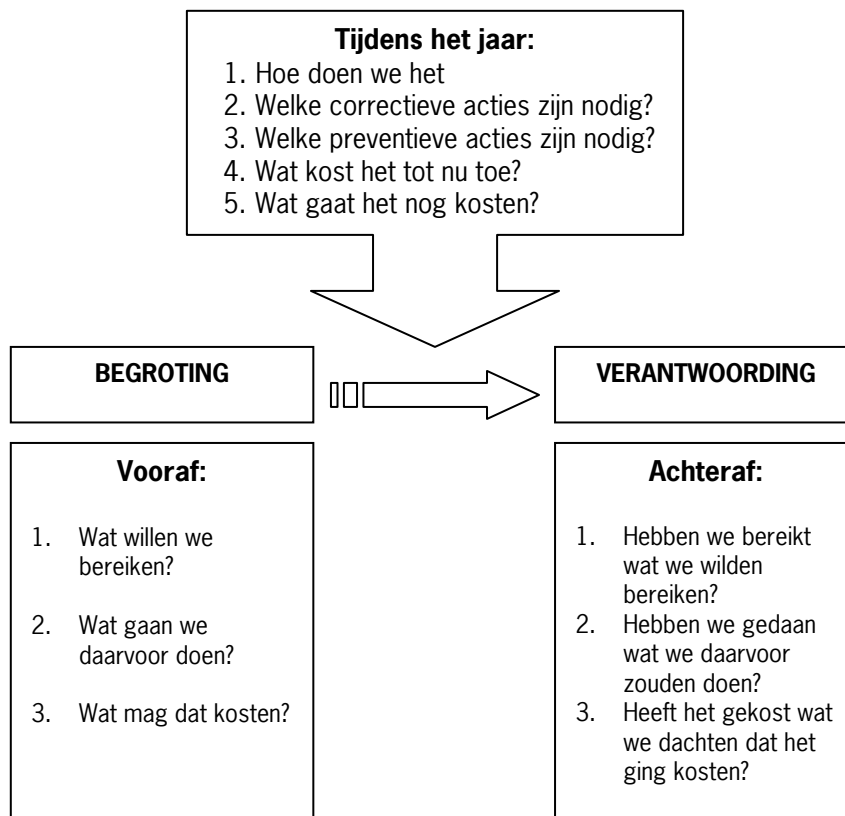 Tijdens het jaar:
1. Hoe doen we het
2. Welke correctieve acties zijn nodig?
3. Welke preventieve acties zijn nodig?
4. Wat kost het tot nu toe?
5. Wat gaat het nog kosten?
BEGROTING
VERANTWOORDING
Vooraf:
1. Wat willen we
bereiken?
2. Wat gaan we
daarvoor doen?
3. Wat mag dat kosten?
Achteraf:
1. Hebben we bereikt
wat we wilden
bereiken?
2. Hebben we gedaan
wat we daarvoor
zouden doen?
3. Heeft het gekost wat
we dachten dat het
ging kosten?